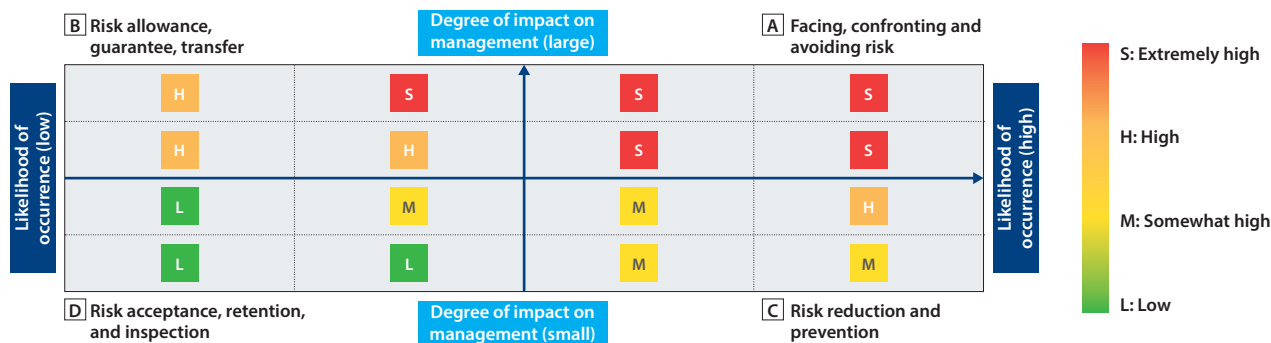 B Risk allowance,
guarantee, transfer
Degree of impact on
management (large)
A Facing, confronting and
avoiding risk
Likelihood of
occurrence (low)
H S S S
H H S S
L M M H
L L M M
Likelihood of
occurrence (high)
S: Extremely high
H: High
M: Somewhat high
L: Low
D Risk acceptance, retention,
and inspection
Degree of impact on
management (small)
C Risk reduction and
prevention